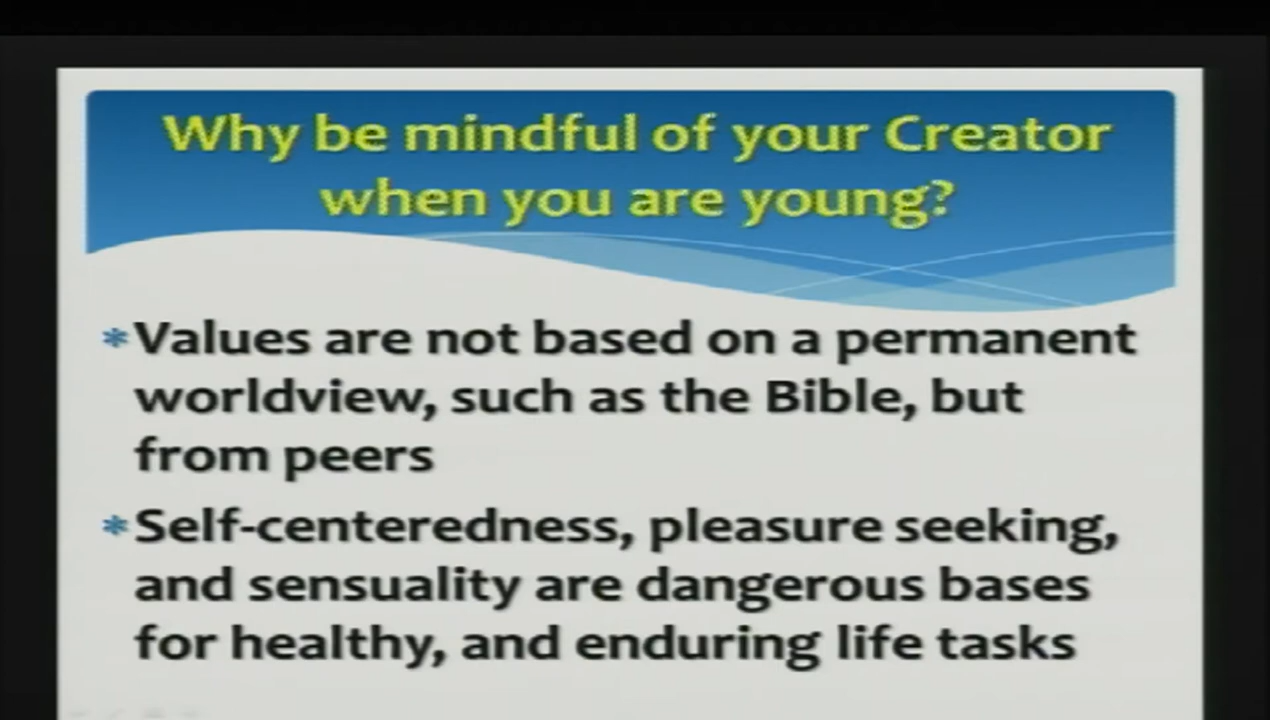 Why be mindful of your Creator
when you are young?
* Values are not based on a permanent
worldview, such as the Bible, but
from peers
* Self-centeredness, pleasure seeking,
and sensuality are dangerous bases
for healthy, and enduring life tasks